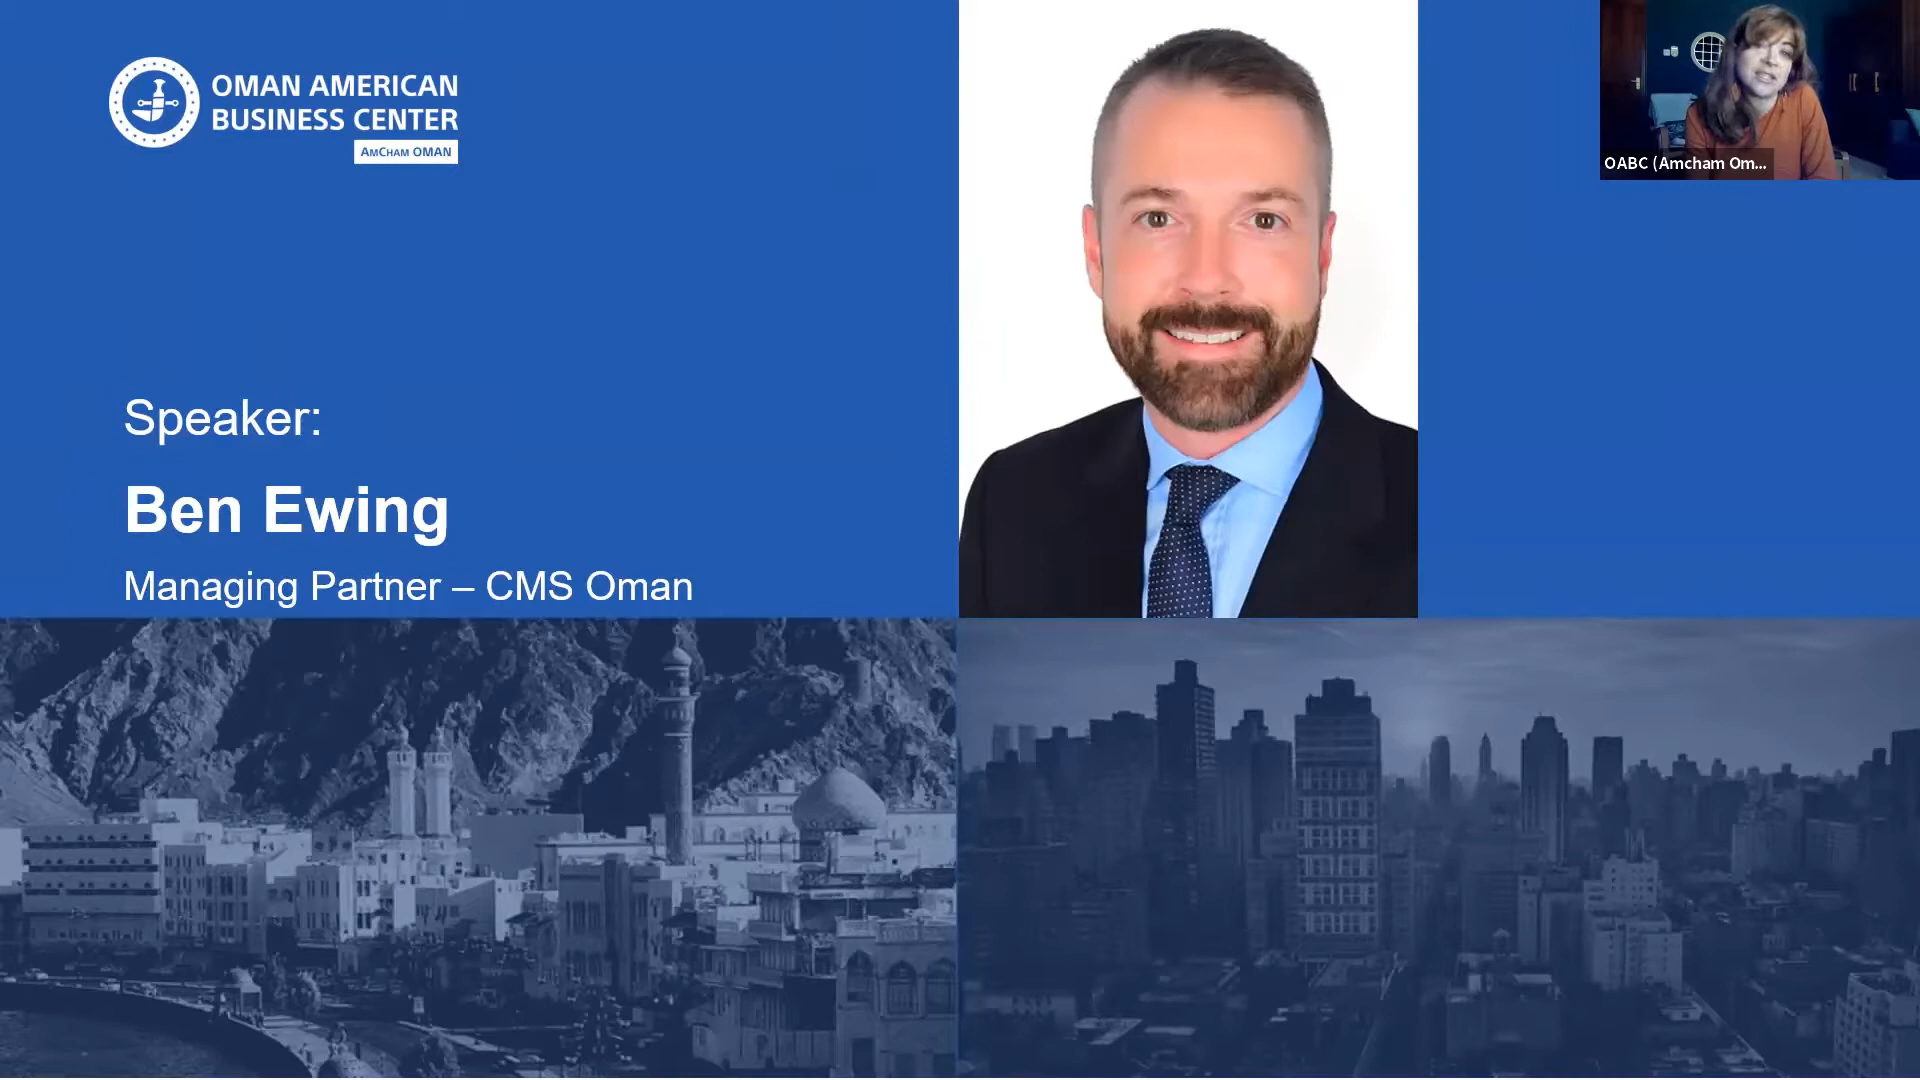 OMAN AMERICAN
BUSINESS CENTER
AMCHAM OMAN
Speaker:
Ben Ewing
Managing Partner – CMS Oman
OABC (Amcham Om...